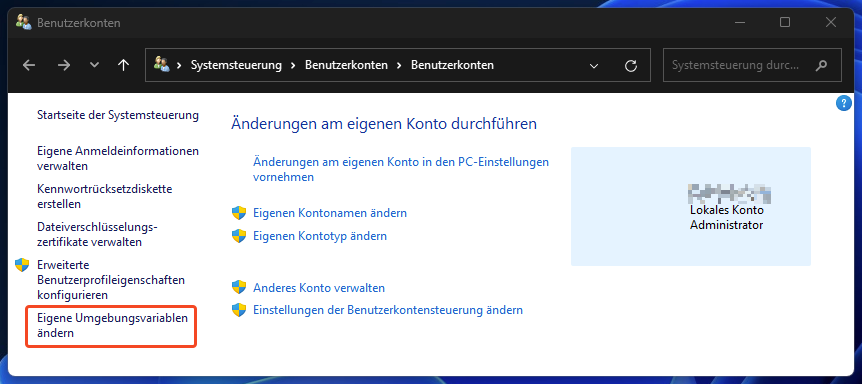 Benutzerkonten
Systemsteuerung > Benutzerkonten > Benutzerkonten
Systemsteuerung durc...
Startseite der Systemsteuerung
Eigene Anmeldeinformationen
verwalten
Kennwortrücksetzdiskette
erstellen
Dateiverschlüsselungs-
zertifikate verwalten
Erweiterte
Benutzerprofileigenschaften
konfigurieren
Eigene Umgebungsvariablen
ändern
?
Änderungen am eigenen Konto durchführen
Änderungen am eigenen Konto in den PC-Einstellungen
vornehmen
Eigenen Kontonamen ändern
Eigenen Kontotyp ändern
Anderes Konto verwalten
Einstellungen der Benutzerkontensteuerung ändern
Lokales Konto
Administrator